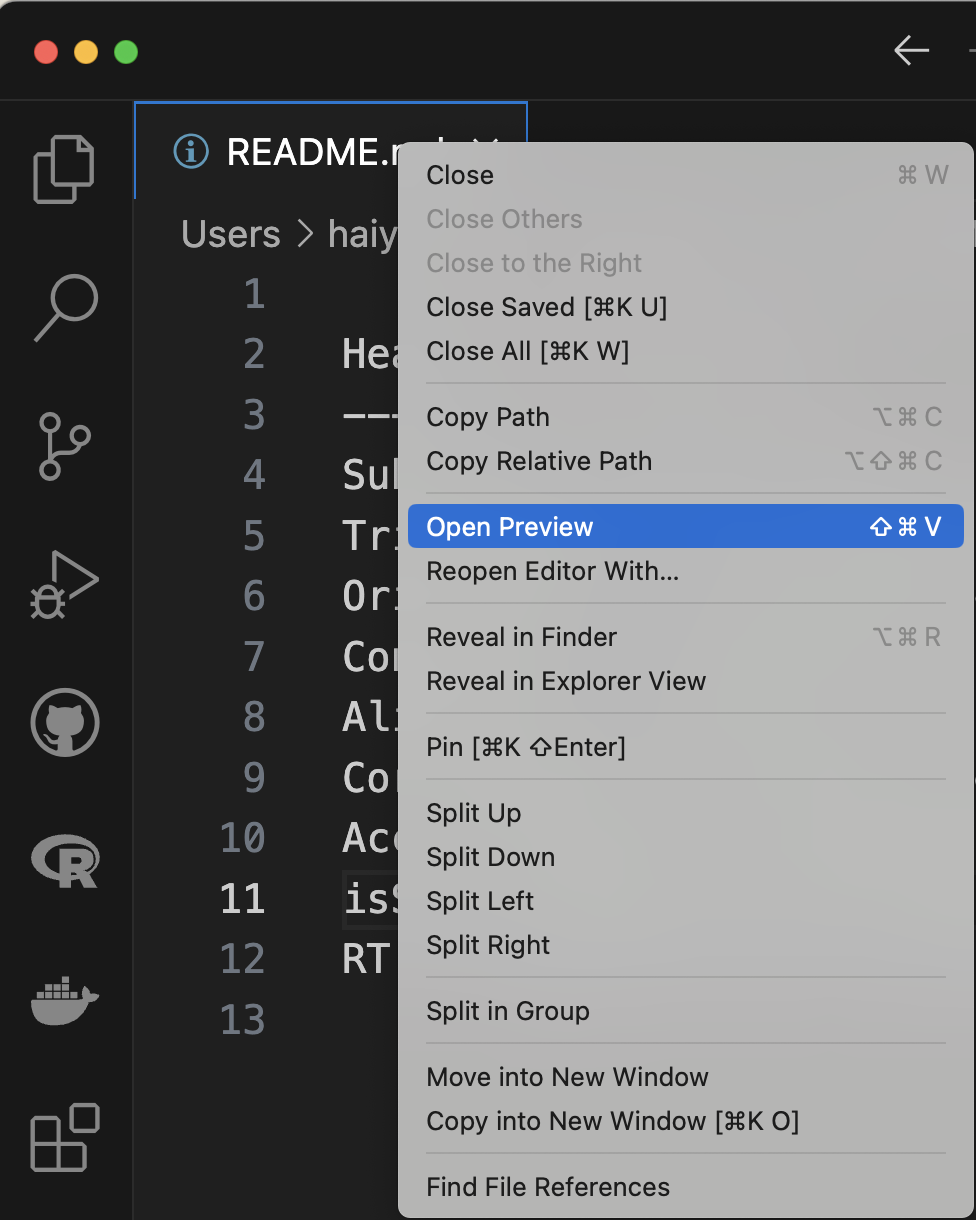 README.md
Users > haiy
1
2 Hea
3 ---
4 Sul
5 Tri
6 Ori
7 Con
8 Ali
9 Cor
10 Acc
11 isS
12 RT
13
Close ⌘ W
Close Others
Close to the Right
Close Saved [⌘K U]
Close All [⌘K W]
Copy Path ⌥ ⌘ C
Copy Relative Path ⌥ ⇧ ⌘ C
Open Preview ⇧ ⌘ V
Reopen Editor With...
Reveal in Finder ⌥ ⌘ R
Reveal in Explorer View
Pin [⌘K ⇧Enter]
Split Up
Split Down
Split Left
Split Right
Split in Group
Move into New Window
Copy into New Window [⌘K O]
Find File References